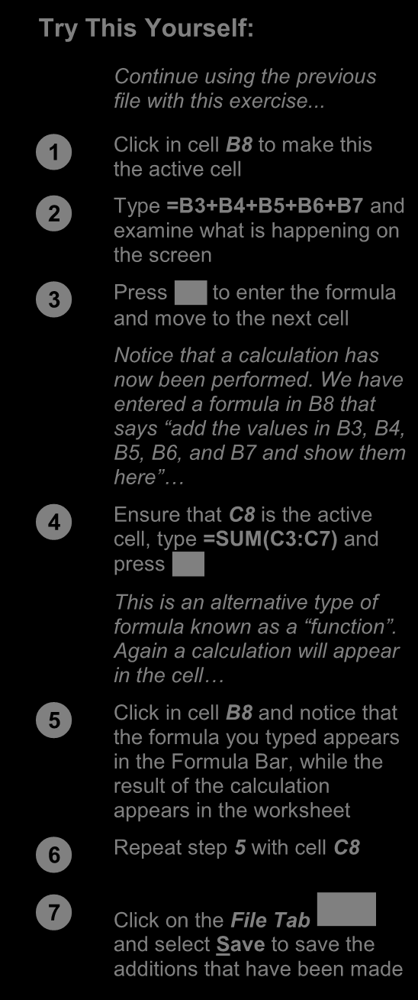 Try This Yourself:
Continue using the previous
file with this exercise...
1 Click in cell B8 to make this
the active cell
2 Type =B3+B4+B5+B6+B7 and
examine what is happening on
the screen
3 Press to enter the formula
and move to the next cell
Notice that a calculation has
now been performed. We have
entered a formula in B8 that
says “add the values in B3, B4,
B5, B6, and B7 and show them
here”…
4 Ensure that C8 is the active
cell, type =SUM(C3:C7) and
press
This is an alternative type of
formula known as a “function”.
Again a calculation will appear
in the cell…
5 Click in cell B8 and notice that
the formula you typed appears
in the Formula Bar, while the
result of the calculation
appears in the worksheet
6 Repeat step 5 with cell C8
7 Click on the File Tab
and select Save to save the
additions that have been made